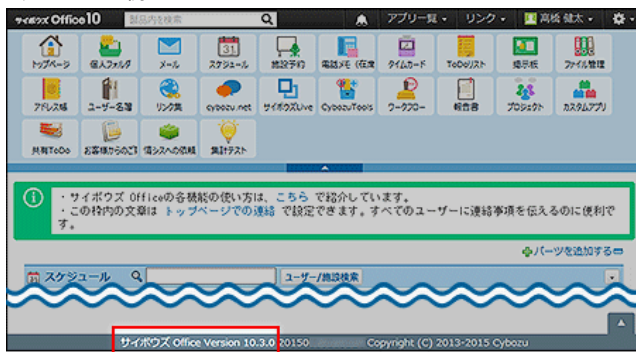 サイボウズ Office10 製品内を検索 アプリ一覧 リンク 高橋 健太
トップページ 個人フォルダ メール スケジュール 施設予約 電話メモ (在席 タイムカード ToDoリスト 掲示板 ファイル管理
アドレス帳 ユーザー名簿 リンク集 cybozu.net サイボウズLive CybozuTools ワークフロー 報告書 プロジェクト カスタムアプリ
共有ToDo お客様からのご 情シスへの依頼 集計テスト
・サイボウズ Officeの各機能の使い方は、こちら で紹介しています。
・この枠内の文章は トップページでの連絡 で設定できます。すべてのユーザーに連絡事項を伝えるのに便利です。
パーツを追加する
スケジュール ユーザー/施設検索
サイボウズ Office Version 10.3.0 20150 Copyright (C) 2013-2015 Cybozu